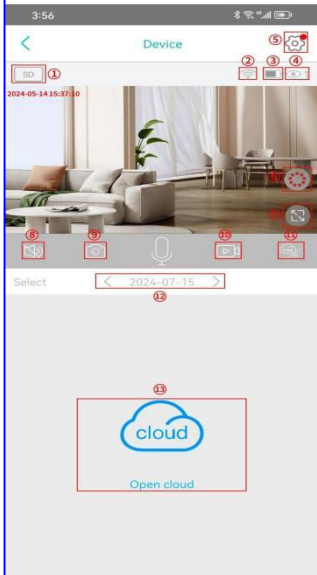 3:56
Device
⑤
SD ① ② ③ ④
2024-05-14 15:37:10
⑧ ⑨ ⑩ ⑪
Select 2024-07-15
⑫
⑬
cloud
Open cloud